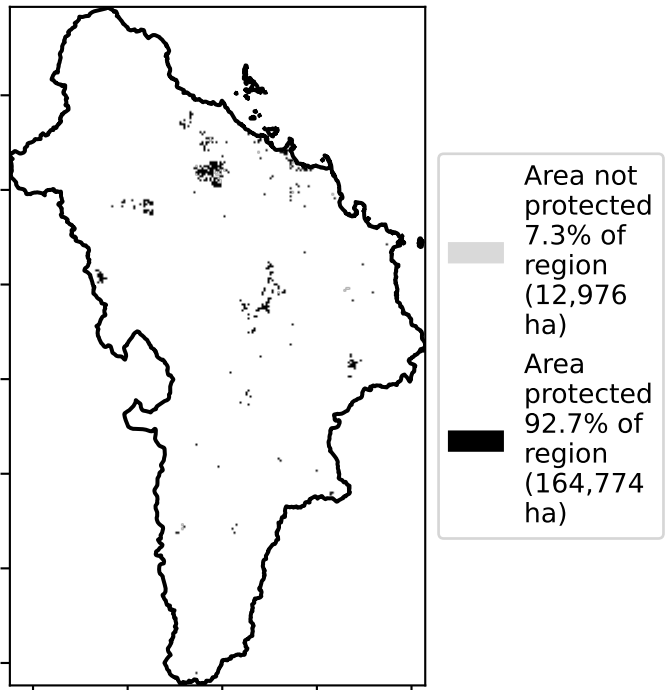 Area not
protected
7.3% of
region
(12,976
ha)
Area
protected
92.7% of
region
(164,774
ha)